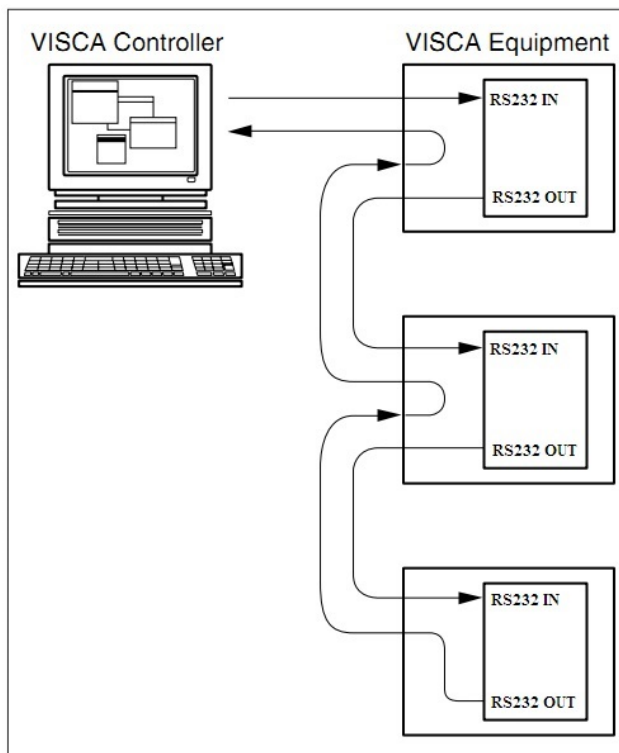 VISCA Controller
VISCA Equipment
RS232 IN
RS232 OUT
RS232 IN
RS232 OUT
RS232 IN
RS232 OUT